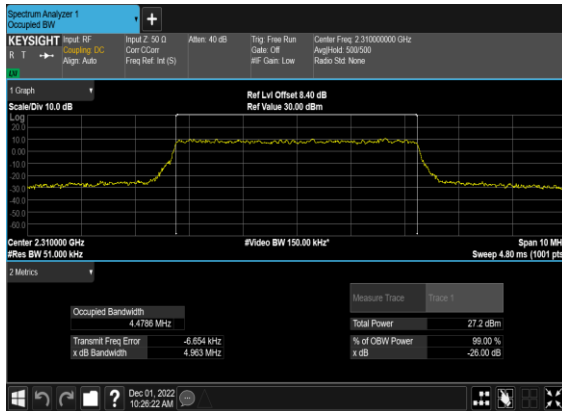 Spectrum Analyzer 1
Occupied BW
+
KEYSIGHT
R T
Input: RF
Coupling: DC
Align: Auto
Input Z: 50 Ω
Corr CCorr
Freq Ref: Int (S)
Atten: 40 dB
Trig: Free Run
Gate: Off
#IF Gain: Low
Center Freq: 2.310000000 GHz
Avg|Hold: 500/500
Radio Std: None
1 Graph
Scale/Div 10.0 dB
Ref Lvl Offset 8.40 dB
Ref Value 30.00 dBm
Log
20.0
10.0
0.00
-10.0
-20.0
-30.0
-40.0
-50.0
-60.0
Center 2.310000 GHz
#Res BW 51.000 kHz
#Video BW 150.00 kHz*
Span 10 MH
Sweep 4.80 ms (1001 pts
2 Metrics
Measure Trace Trace 1
Occupied Bandwidth
4.4786 MHz
Total Power 27.2 dBm
Transmit Freq Error -6.654 kHz
% of OBW Power 99.00 %
x dB Bandwidth 4.963 MHz
x dB -26.00 dB
?
Dec 01, 2022
10:26:22 AM